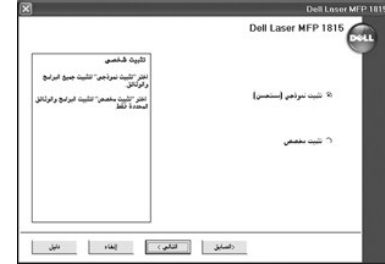 Dell Laser MFP 1815
Dell Laser MFP 1815
DELL
تثبيت شخصي
اختر "تثبيت نموذجي" لتثبيت جميع البرامج
والوثائق.
اختر "تثبيت مخصص" لتثبيت البرامج والوثائق
المحددة فقط
تثبيت نموذجي (مستحسن)
تثبيت مخصص
السابق
التالي >
إلغاء
دليل